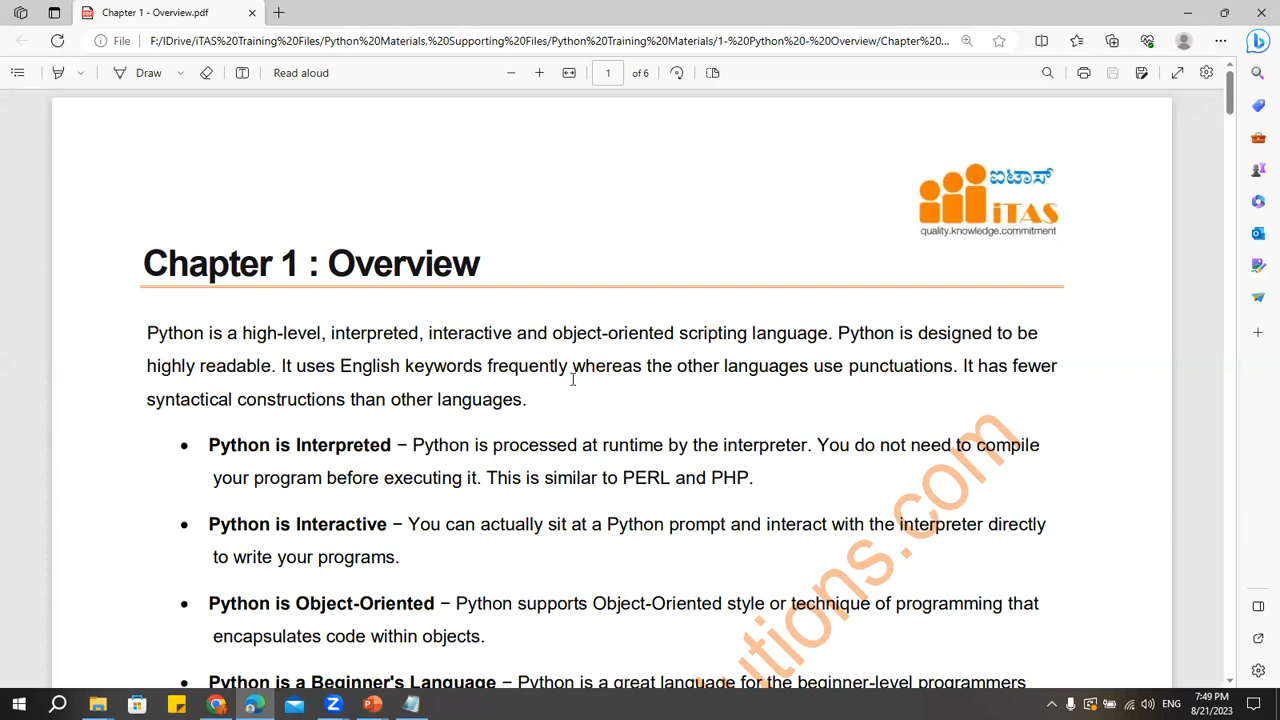 Chapter 1 - Overview.pdf
File F:/IDrive/iTAS%20Training%20Files/Python%20Materials,%20Supporting%20Files/Python%20Training%20Materials/1-%20Python%20-%20Overview/Chapter%20...
Draw Read aloud 1 of 6
ಐಟಾಸ್
iTAS
quality.knowledge.commitment
Chapter 1 : Overview
Python is a high-level, interpreted, interactive and object-oriented scripting language. Python is designed to be
highly readable. It uses English keywords frequently whereas the other languages use punctuations. It has fewer
syntactical constructions than other languages.
• Python is Interpreted − Python is processed at runtime by the interpreter. You do not need to compile
your program before executing it. This is similar to PERL and PHP.
• Python is Interactive − You can actually sit at a Python prompt and interact with the interpreter directly
to write your programs.
• Python is Object-Oriented − Python supports Object-Oriented style or technique of programming that
encapsulates code within objects.
• Python is a Beginner's Language − Python is a great language for the beginner-level programmers
utions.com
ENG
7:49 PM
8/21/2023